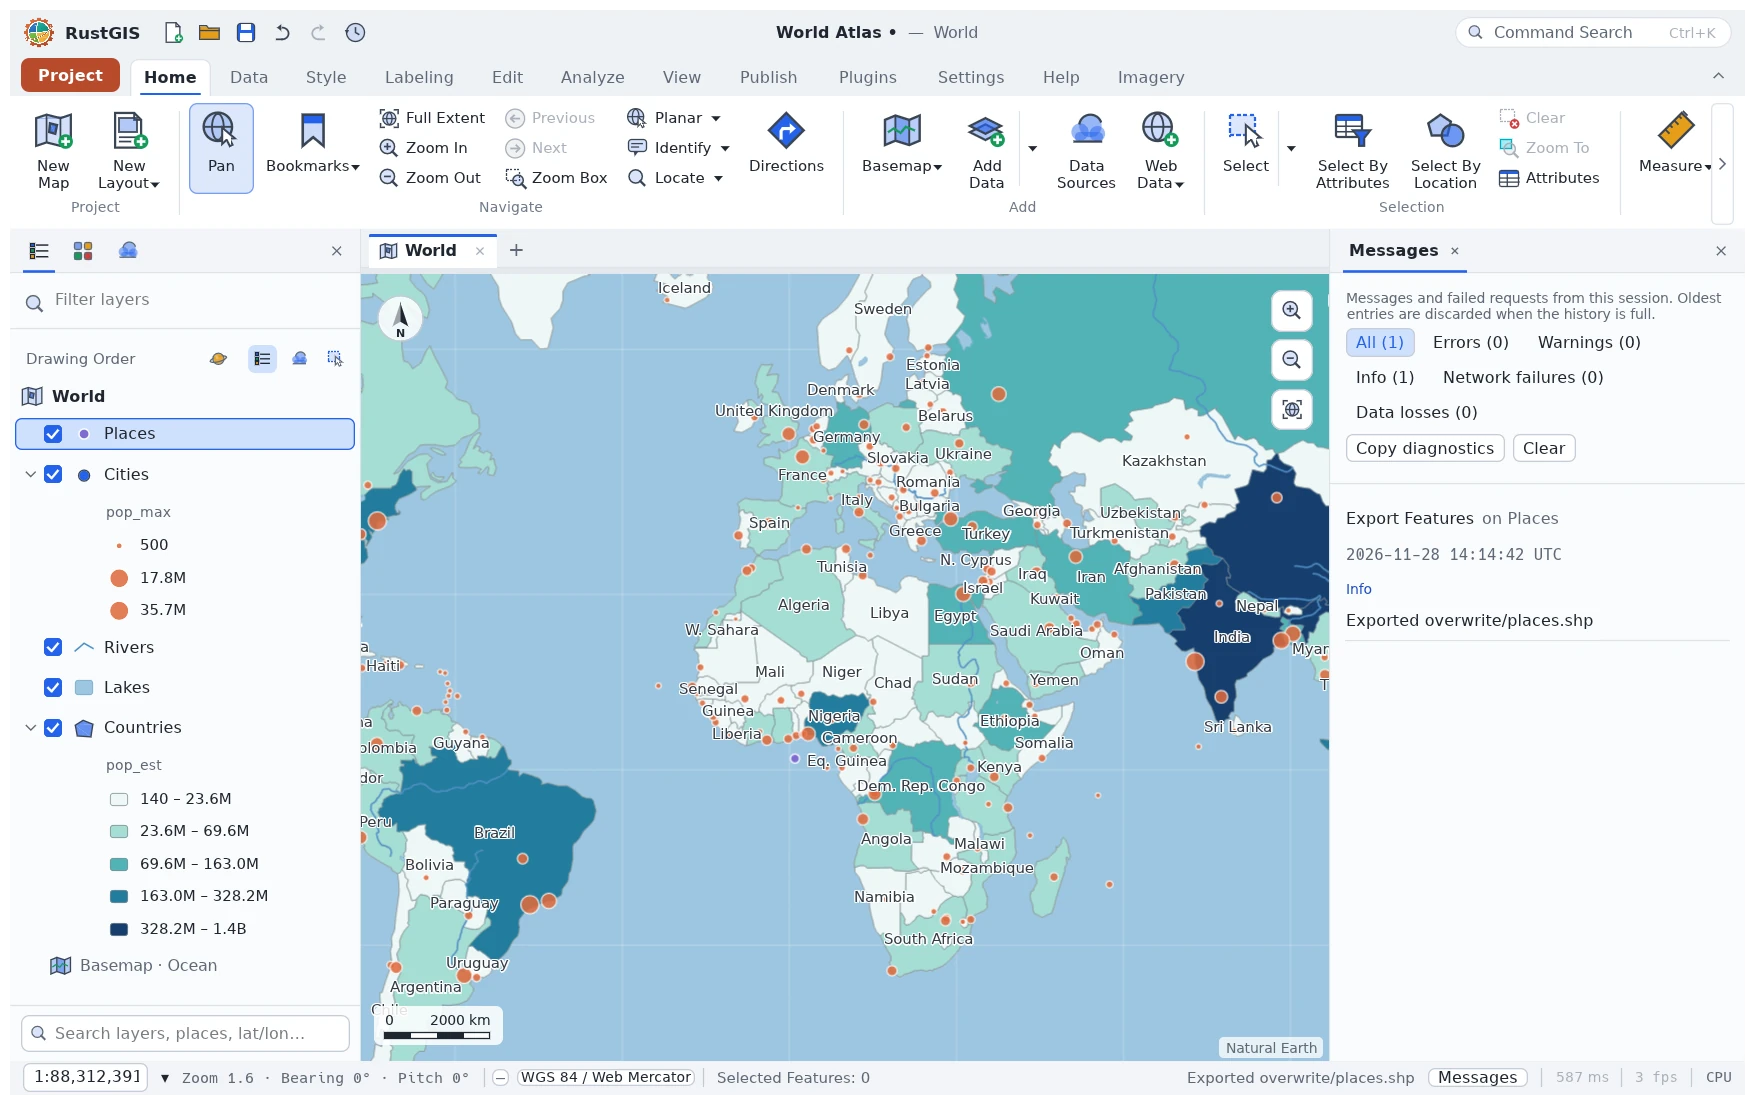 RustGIS
World Atlas • — World
Command Search Ctrl+K
Project Home Data Style Labeling Edit Analyze View Publish Plugins Settings Help Imagery
New Map
New Layout
Project
Pan
Bookmarks
Full Extent
Zoom In
Zoom Out
Previous
Next
Zoom Box
Planar
Identify
Locate
Directions
Navigate
Basemap
Add Data
Data Sources
Web Data
Add
Select
Select By Attributes
Select By Location
Clear
Zoom To
Attributes
Selection
Measure
Filter layers
Drawing Order
World
Places
Cities
pop_max
500
17.8M
35.7M
Rivers
Lakes
Countries
pop_est
140 – 23.6M
23.6M – 69.6M
69.6M – 163.0M
163.0M – 328.2M
328.2M – 1.4B
Basemap · Ocean
Search layers, places, lat/lon...
World
N
Iceland
Sweden
Estonia
Latvia
Denmark
United Kingdom
Belarus
Germany
Slovakia
Ukraine
Kazakhstan
France
Romania
Italy
Bulgaria
Georgia
Uzbekistan
Spain
Greece
Turkey
Turkmenistan
N. Cyprus
Tunisia
Iraq
Iran
Afghanistan
Israel
Pakistan
Algeria
Libya
Egypt
Kuwait
Nepal
W. Sahara
Saudi Arabia
India
Oman
Myan
a
Haiti
Mali
Niger
Chad
Sudan
Yemen
T
Senegal
Guinea
Nigeria
Ethiopia
na
Sri Lanka
Liberia
Cameroon
Somalia
olombia
Guyana
Eq. Guinea
Kenya
dor
Dem. Rep. Congo
Peru
Brazil
Angola
Malawi
Bolivia
Mozambique
Paraguay
Namibia
South Africa
Uruguay
Argentina
Chile
0 2000 km
Natural Earth
Messages
Messages and failed requests from this session. Oldest
entries are discarded when the history is full.
All (1) Errors (0) Warnings (0)
Info (1) Network failures (0)
Data losses (0)
Copy diagnostics Clear
Export Features on Places
2026-11-28 14:14:42 UTC
Info
Exported overwrite/places.shp
1:88,312,391 Zoom 1.6 · Bearing 0° · Pitch 0° WGS 84 / Web Mercator Selected Features: 0 Exported overwrite/places.shp Messages 587 ms 3 fps CPU